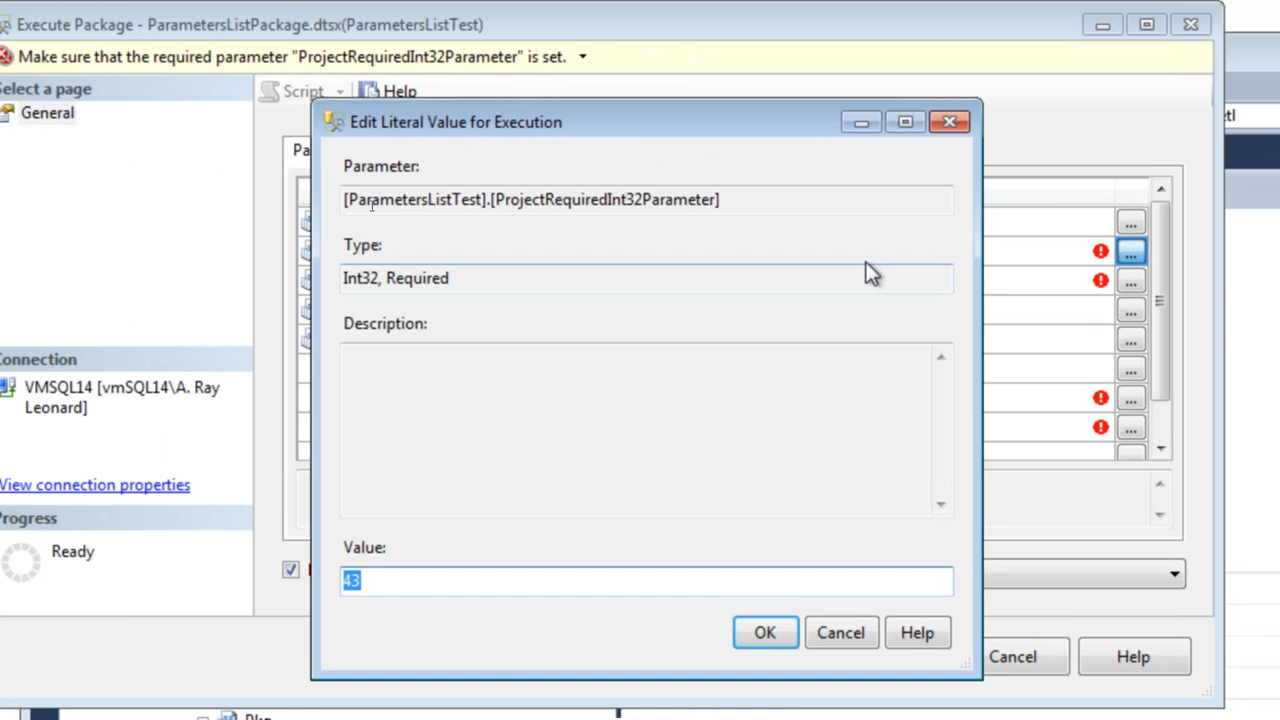 Execute Package - ParametersListPackage.dtsx(ParametersListTest)
Make sure that the required parameter "ProjectRequiredInt32Parameter" is set.
Select a page
General
Script
Help
Edit Literal Value for Execution
Parameter:
[ParametersListTest].[ProjectRequiredInt32Parameter]
Type:
Int32, Required
Description:
Connection
VMSQL14 [vmSQL14\A. Ray
Leonard]
View connection properties
Progress
Ready
Value:
43
OK
Cancel
Help
Cancel
Help